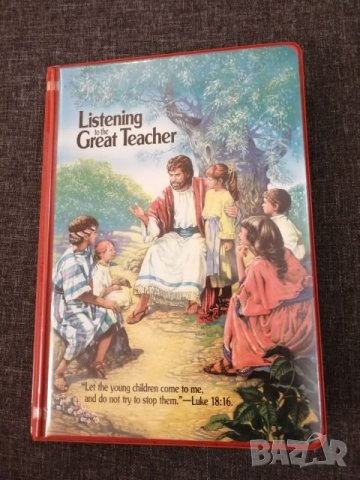 Listening
to the
Great Teacher
"Let the young children come to me,
and do not try to stop them."—Luke 18:16.
BAZAR